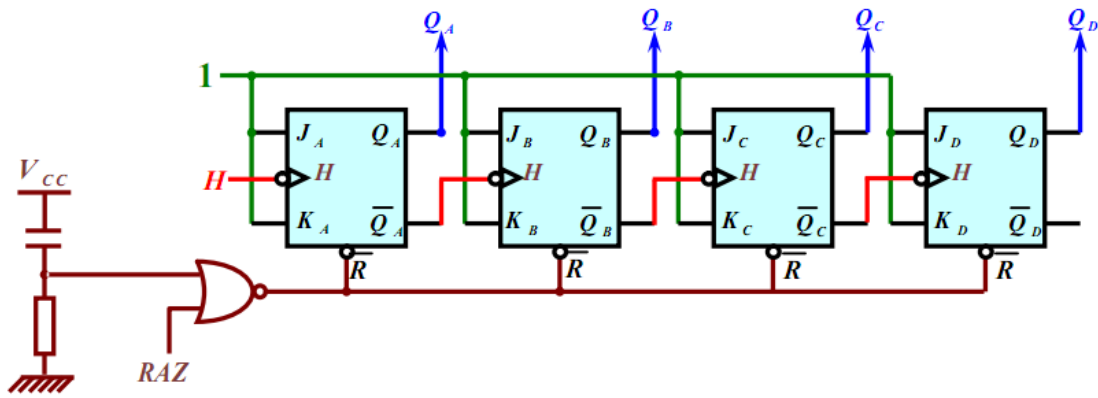 Q_A Q_B Q_C Q_D
1
J_A Q_A J_B Q_B J_C Q_C J_D Q_D
H H H H H
K_A Q̅_A K_B Q̅_B K_C Q̅_C K_D Q̅_D
V_CC
R̅ R̅ R̅ R̅
RAZ